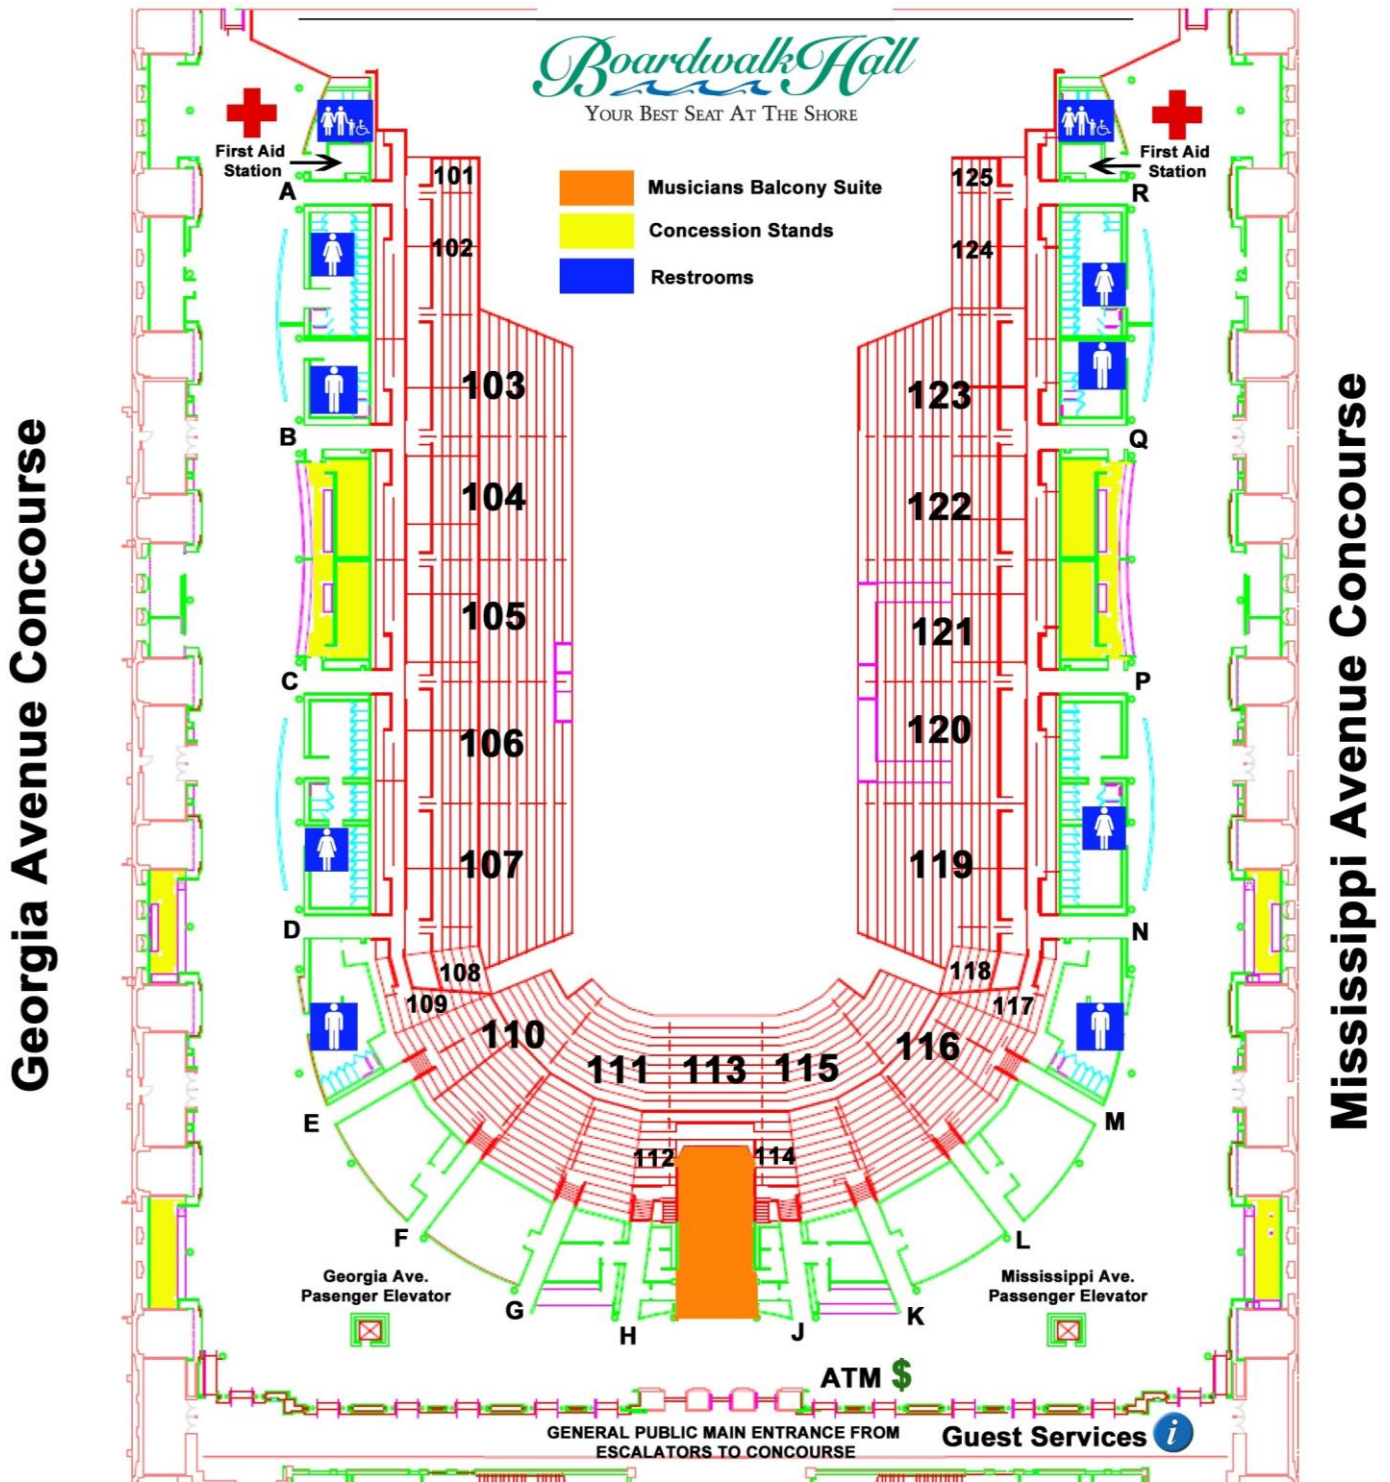 Boardwalk Hall
YOUR BEST SEAT AT THE SHORE
First Aid
Station
First Aid
Station
Musicians Balcony Suite
Concession Stands
Restrooms
A
101
125
R
102
124
103
123
B
Q
104
122
105
121
C
P
106
120
107
119
D
N
108
118
109
117
110
116
111
113
115
E
M
112
114
F
L
Georgia Ave.
Pasenger Elevator
Mississippi Ave.
Passenger Elevator
G
K
H
J
ATM $
GENERAL PUBLIC MAIN ENTRANCE FROM
ESCALATORS TO CONCOURSE
Guest Services i
Georgia Avenue Concourse
Mississippi Avenue Concourse